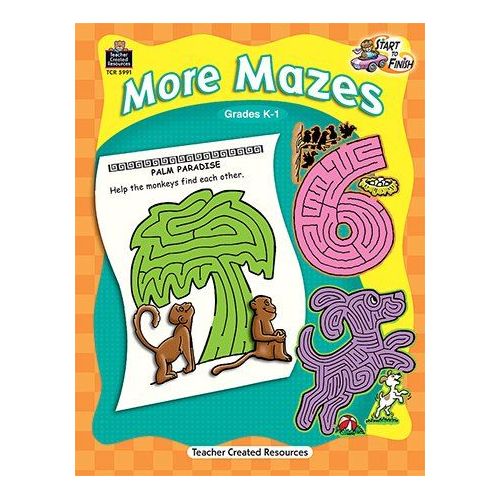 Teacher Created Resources
TCR 5991
START TO FINISH
More Mazes
Grades K-1
PALM PARADISE
Help the monkeys find each other.
Teacher Created Resources